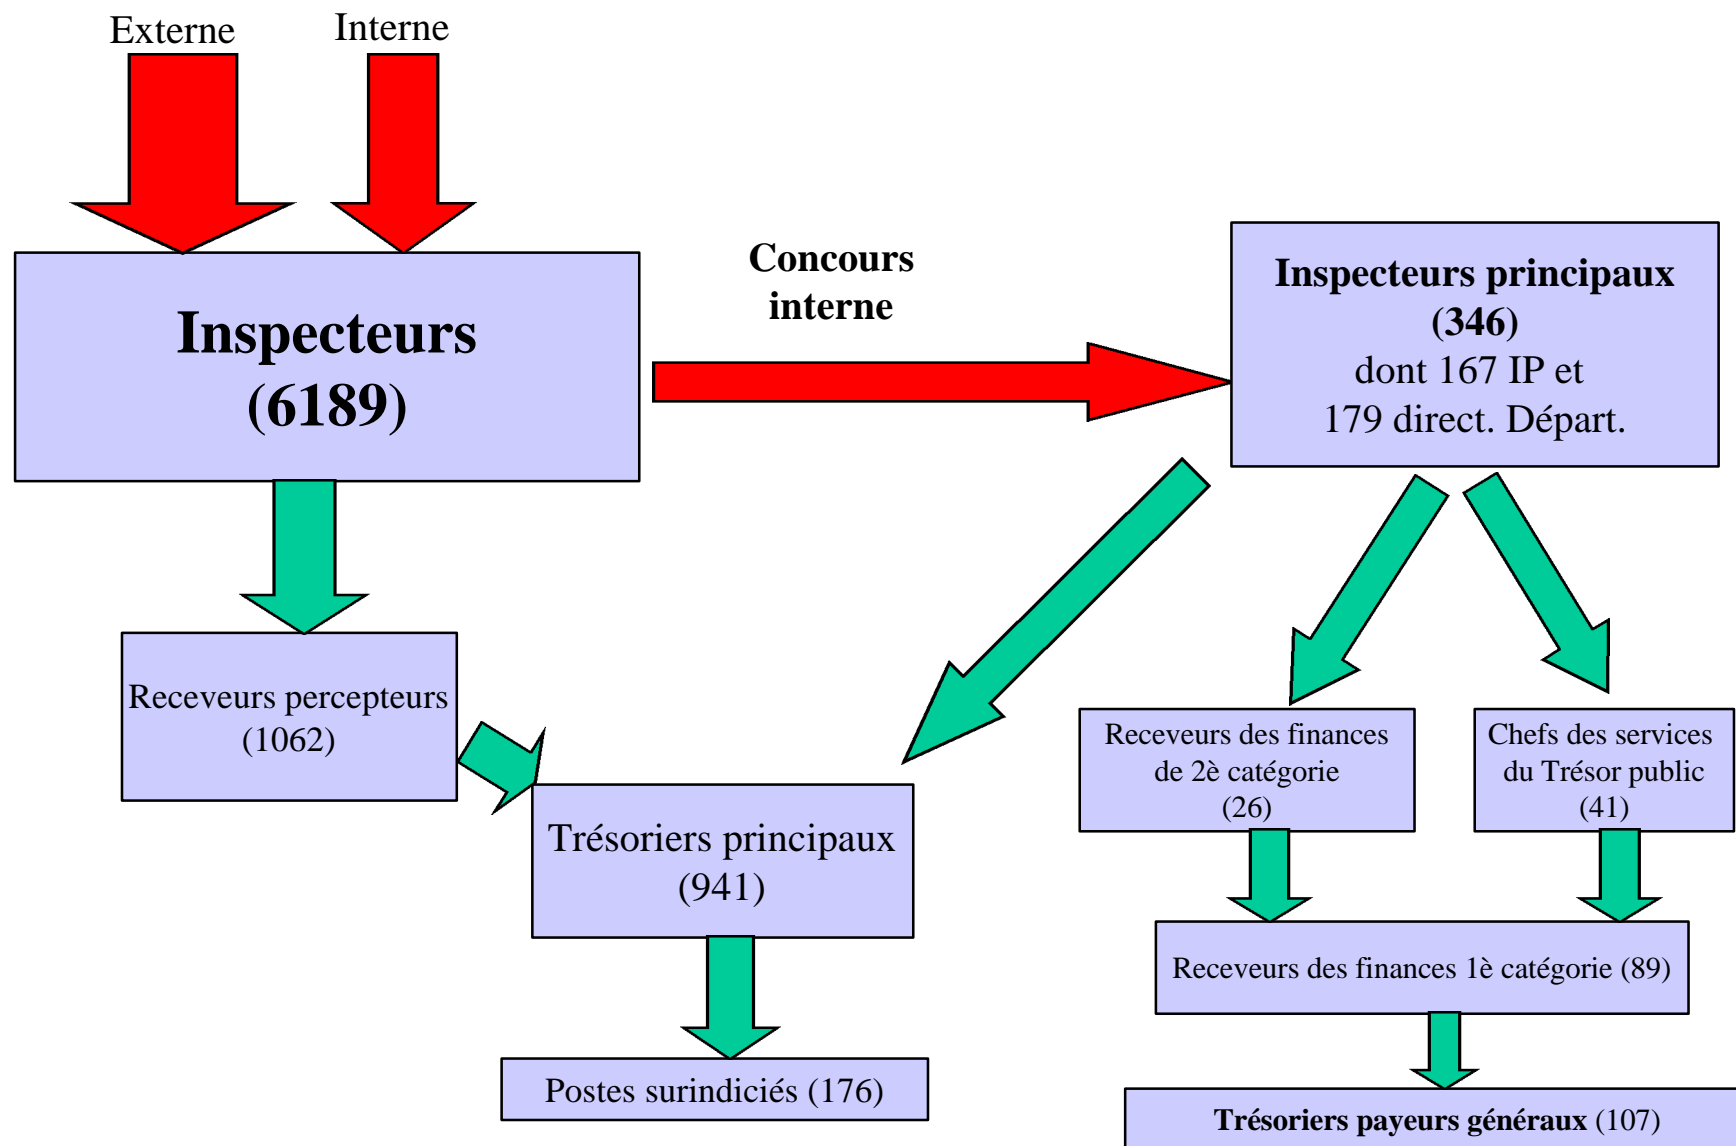 Externe
Interne
Inspecteurs
(6189)
Concours
interne
Inspecteurs principaux
(346)
dont 167 IP et
179 direct. Départ.
Receveurs percepteurs
(1062)
Trésoriers principaux
(941)
Postes surindiciés (176)
Receveurs des finances
de 2è catégorie
(26)
Chefs des services
du Trésor public
(41)
Receveurs des finances 1è catégorie (89)
Trésoriers payeurs généraux (107)